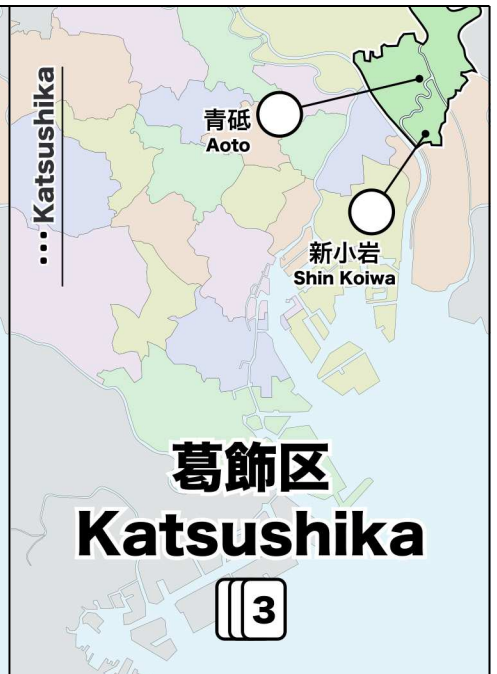 ...Katsushika
青砥
Aoto
新小岩
Shin Koiwa
葛飾区
Katsushika
3